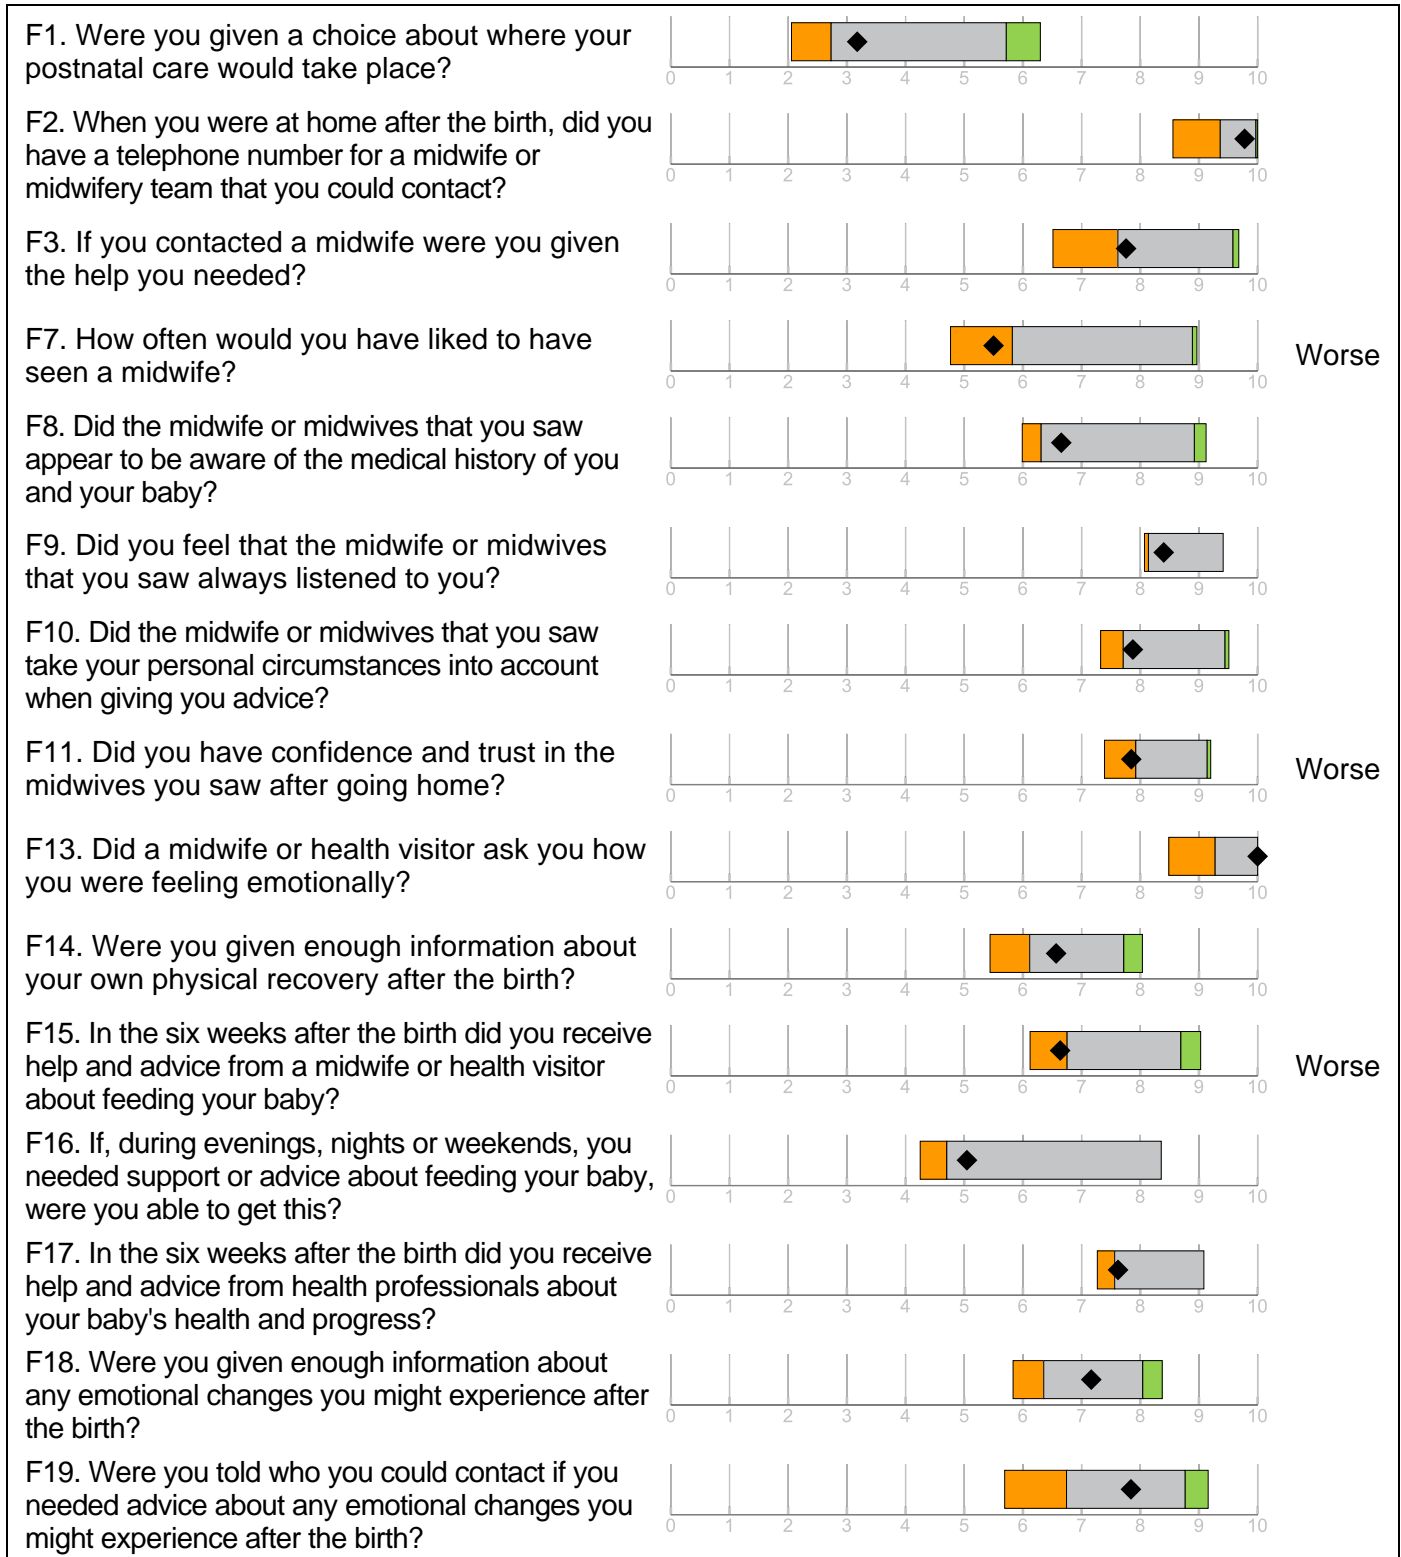 F1. Were you given a choice about where your
postnatal care would take place?
0 1 2 3 4 5 6 7 8 9 10
F2. When you were at home after the birth, did you
have a telephone number for a midwife or
midwifery team that you could contact?
0 1 2 3 4 5 6 7 8 9 10
F3. If you contacted a midwife were you given
the help you needed?
0 1 2 3 4 5 6 7 8 9 10
F7. How often would you have liked to have
seen a midwife?
0 1 2 3 4 5 6 7 8 9 10
Worse
F8. Did the midwife or midwives that you saw
appear to be aware of the medical history of you
and your baby?
0 1 2 3 4 5 6 7 8 9 10
F9. Did you feel that the midwife or midwives
that you saw always listened to you?
0 1 2 3 4 5 6 7 8 9 10
F10. Did the midwife or midwives that you saw
take your personal circumstances into account
when giving you advice?
0 1 2 3 4 5 6 7 8 9 10
F11. Did you have confidence and trust in the
midwives you saw after going home?
0 1 2 3 4 5 6 7 8 9 10
Worse
F13. Did a midwife or health visitor ask you how
you were feeling emotionally?
0 1 2 3 4 5 6 7 8 9 10
F14. Were you given enough information about
your own physical recovery after the birth?
0 1 2 3 4 5 6 7 8 9 10
F15. In the six weeks after the birth did you receive
help and advice from a midwife or health visitor
about feeding your baby?
0 1 2 3 4 5 6 7 8 9 10
Worse
F16. If, during evenings, nights or weekends, you
needed support or advice about feeding your baby,
were you able to get this?
0 1 2 3 4 5 6 7 8 9 10
F17. In the six weeks after the birth did you receive
help and advice from health professionals about
your baby's health and progress?
0 1 2 3 4 5 6 7 8 9 10
F18. Were you given enough information about
any emotional changes you might experience after
the birth?
0 1 2 3 4 5 6 7 8 9 10
F19. Were you told who you could contact if you
needed advice about any emotional changes you
might experience after the birth?
0 1 2 3 4 5 6 7 8 9 10